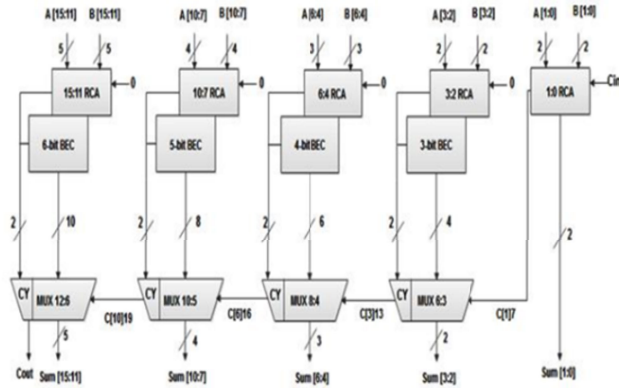 A [15:11] B [15:11] A [10:7] B [10:7] A [6:4] B [6:4] A [3:2] B [3:2] A [1:0] B [1:0]
5 5 4 4 3 3 2 2 2 2
15:11 RCA 0 10:7 RCA 0 6:4 RCA 0 3:2 RCA 0 1:0 RCA Cin
6-bit BEC 5-bit BEC 4-bit BEC 3-bit BEC
2 10 2 8 2 6 2 4 2
CY MUX 12:6 CY MUX 10:5 CY MUX 8:4 CY MUX 6:3
C[10]19 C[6]16 C[3]13 C[1]7
5 4 3 2
Cout Sum [15:11] Sum [10:7] Sum [6:4] Sum [3:2] Sum [1:0]